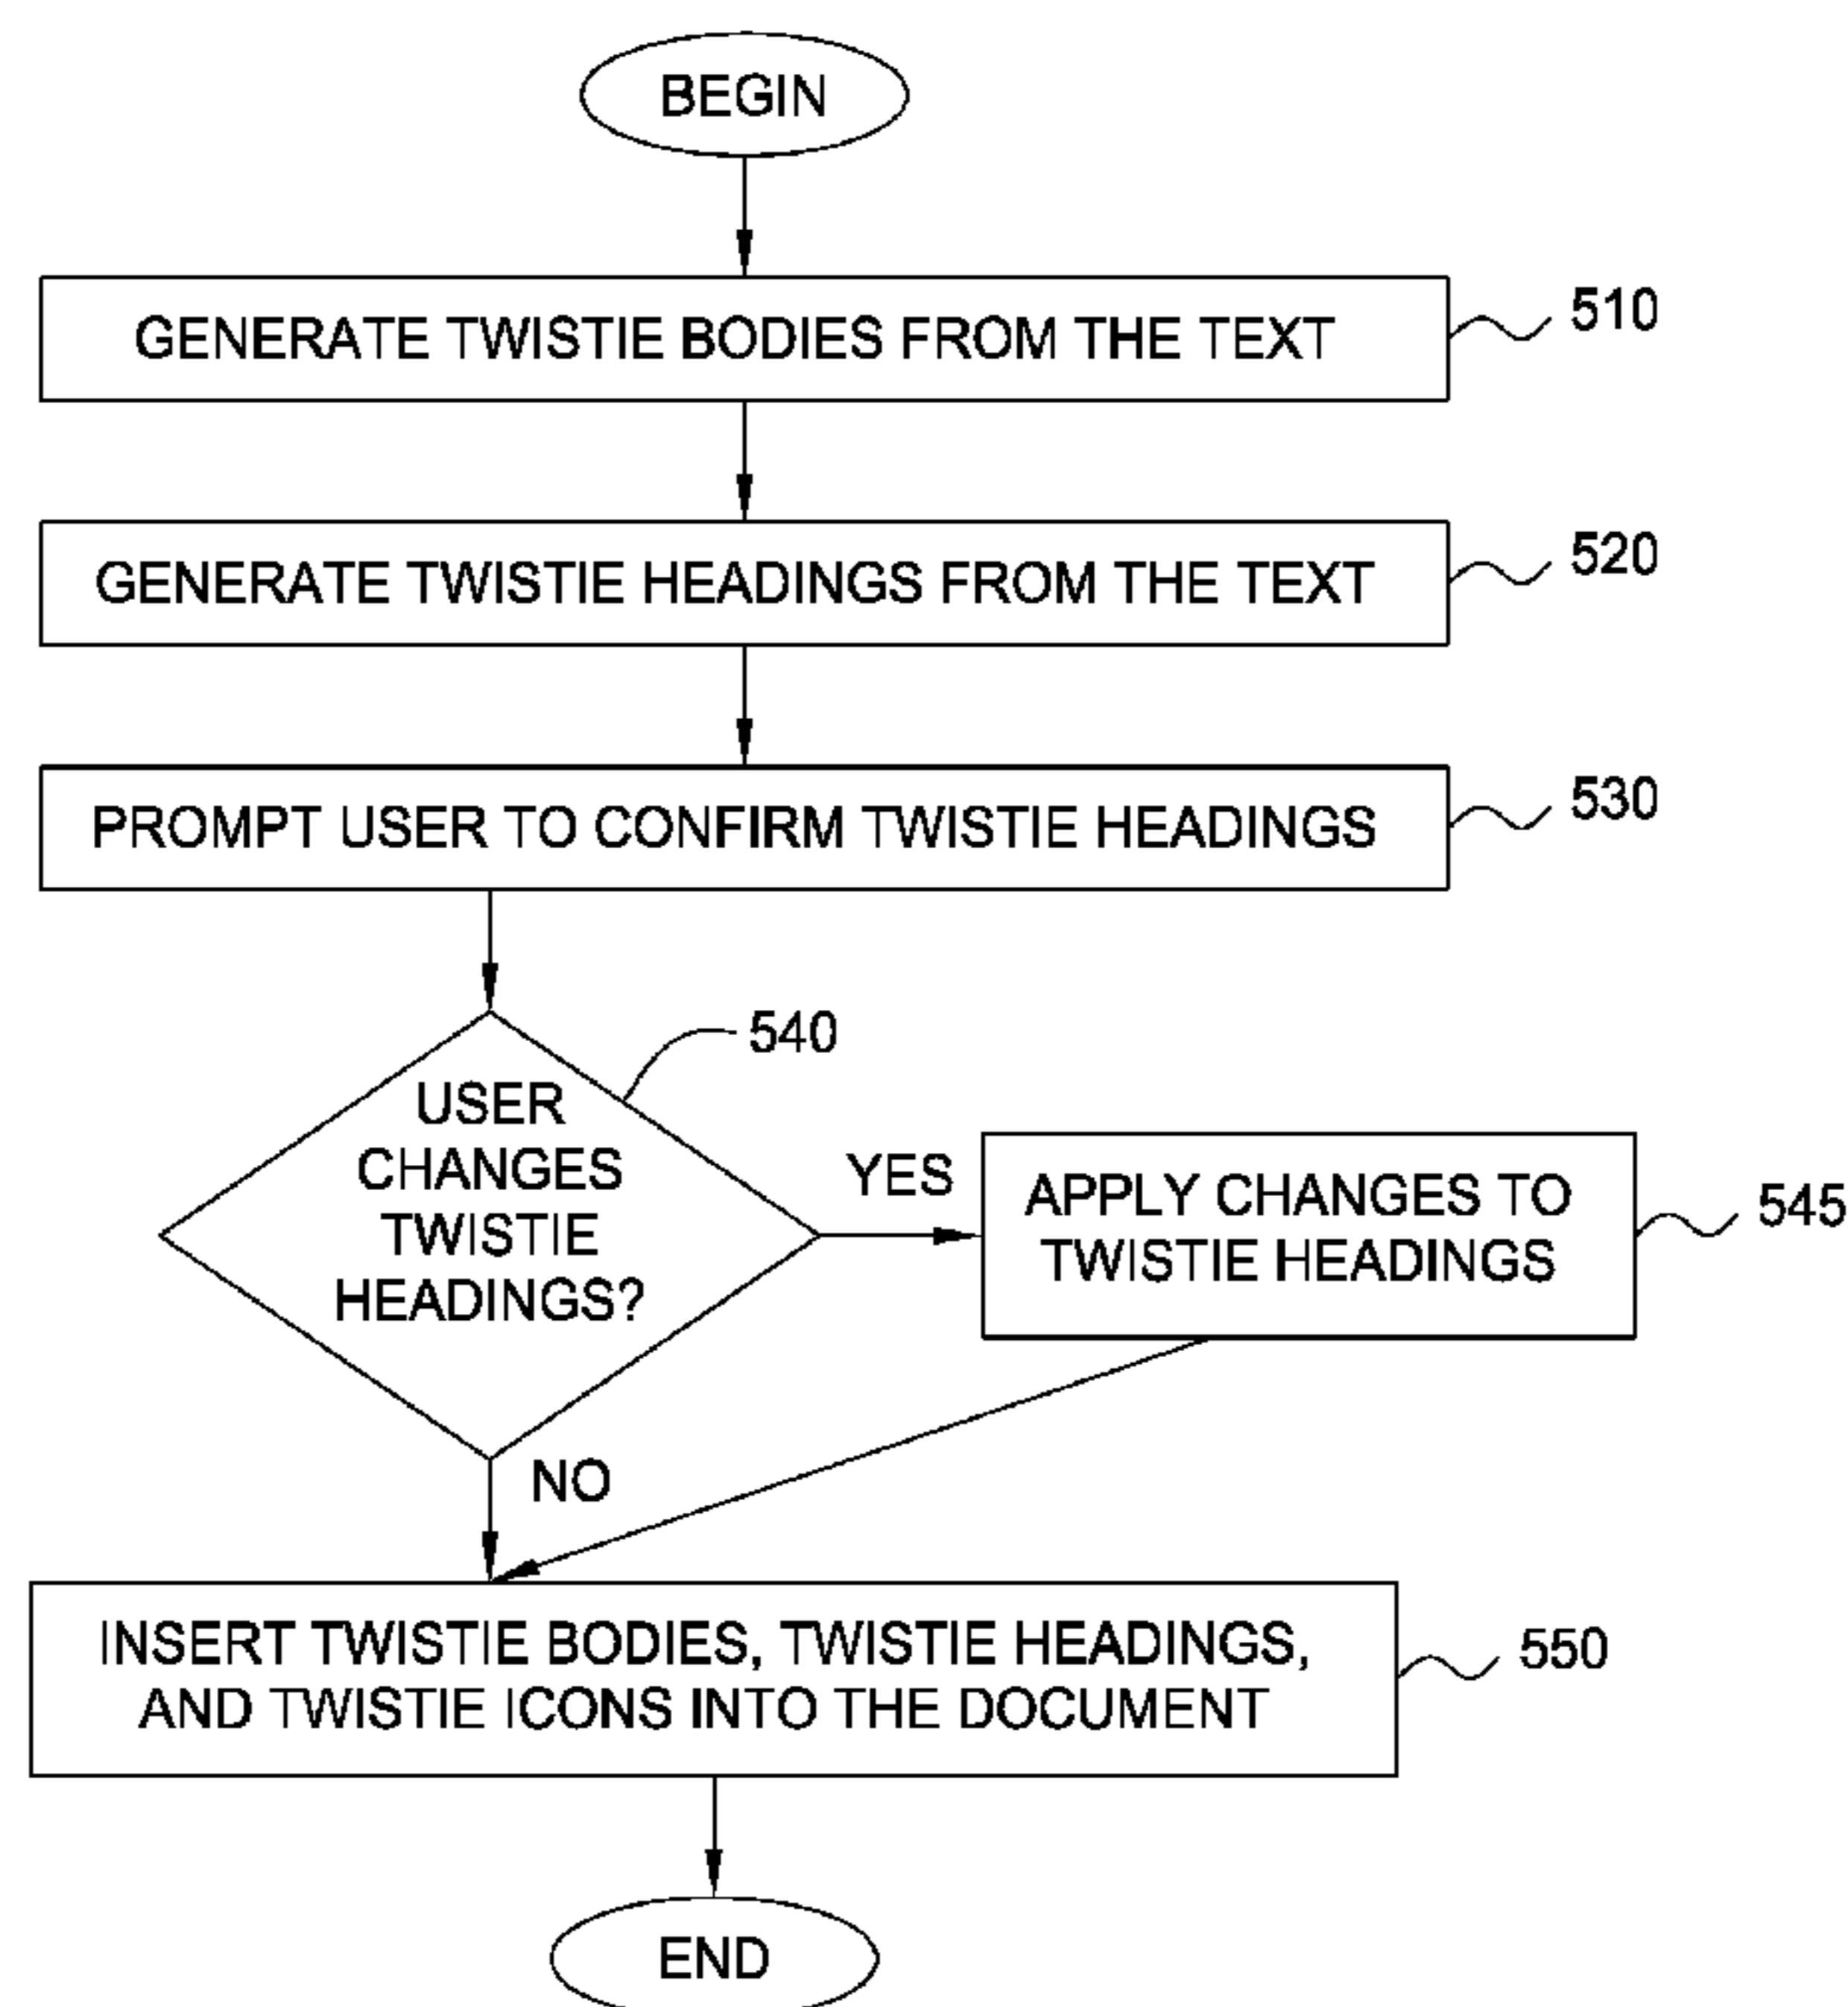 BEGIN
GENERATE TWISTIE BODIES FROM THE TEXT
510
GENERATE TWISTIE HEADINGS FROM THE TEXT
520
PROMPT USER TO CONFIRM TWISTIE HEADINGS
530
540
USER
CHANGES
TWISTIE
HEADINGS?
YES
APPLY CHANGES TO
TWISTIE HEADINGS
545
NO
INSERT TWISTIE BODIES, TWISTIE HEADINGS,
AND TWISTIE ICONS INTO THE DOCUMENT
550
END